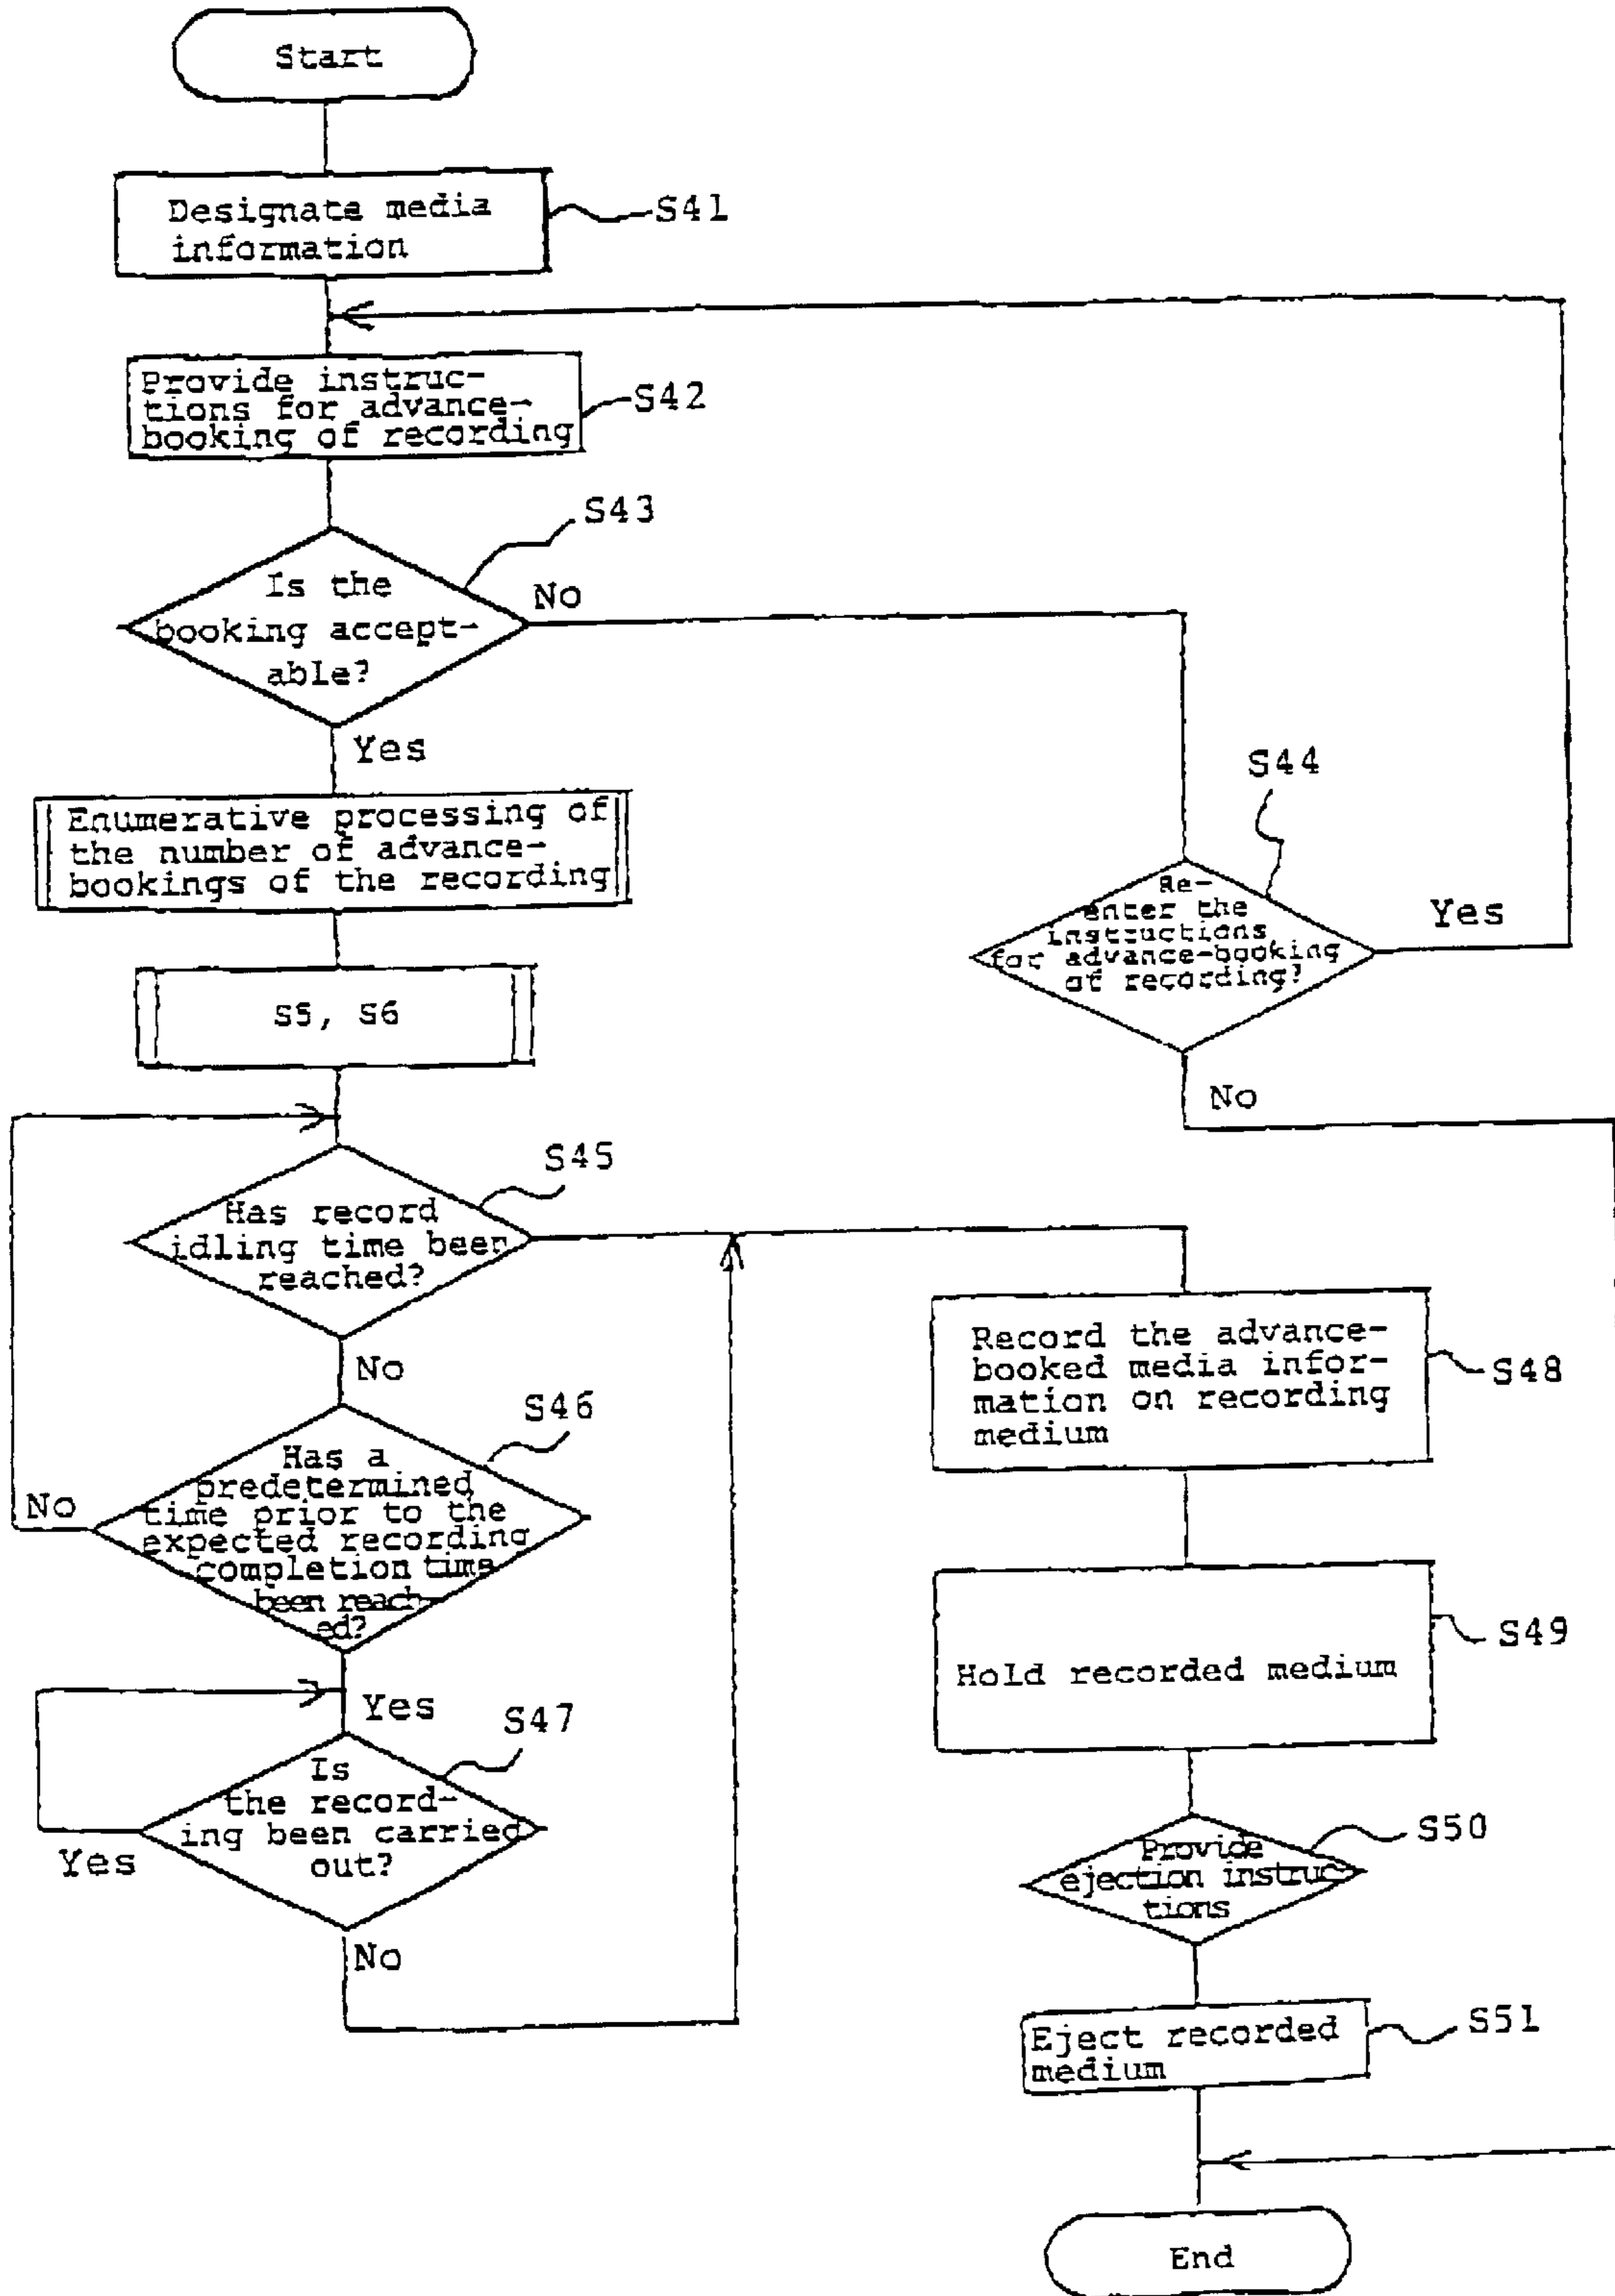 Start
Designate media
information
S41
Provide instruc-
tions for advance-
booking of recording
S42
S43
Is the
booking accept-
able?
No
Yes
Enumerative processing of
the number of advance-
bookings of the recording
S5, S6
S44
Re-
enter the
instructions
for advance-booking
of recording?
Yes
No
S45
Has record
idling time been
reached?
No
S46
Has a
predetermined
time prior to the
expected recording
completion time
been reach-
ed?
No
Yes
S47
Is
the record-
ing been carried
out?
Yes
No
Record the advance-
booked media infor-
mation on recording
medium
S48
Hold recorded medium
S49
Provide
ejection instruc-
tions
S50
Eject recorded
medium
S51
End